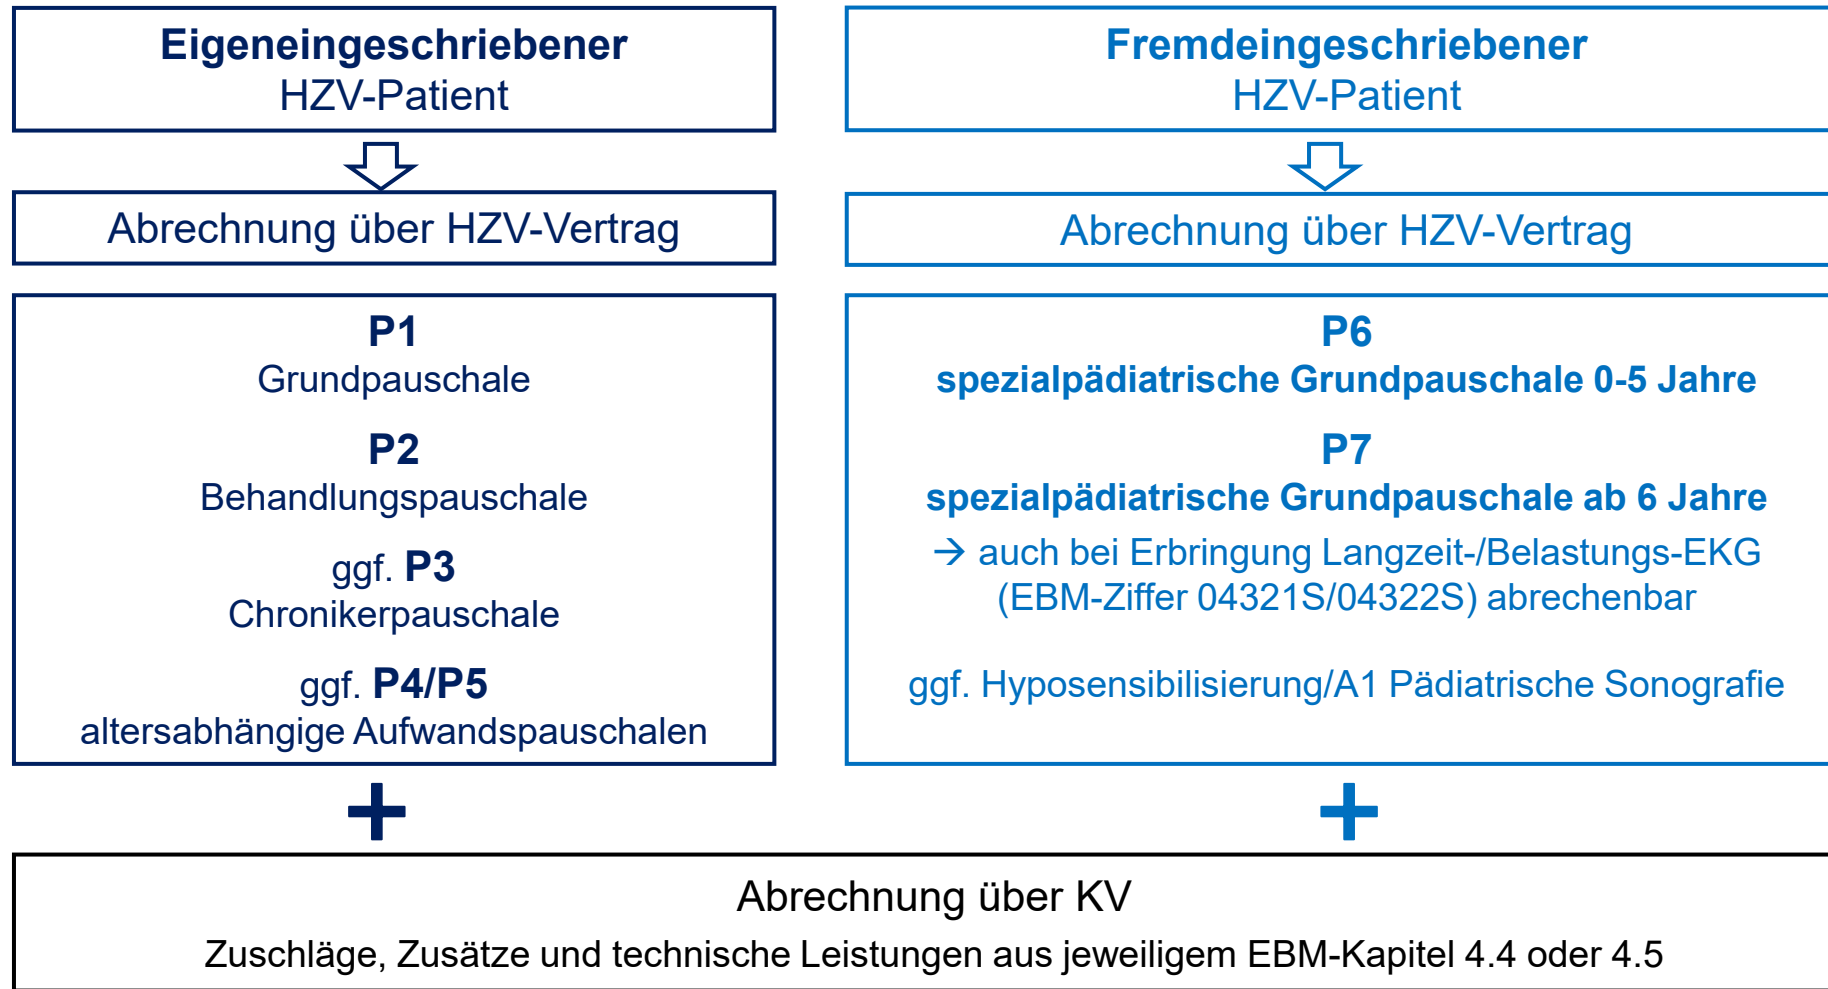 Eigeneingeschriebener
HZV-Patient
Abrechnung über HZV-Vertrag
P1
Grundpauschale
P2
Behandlungspauschale
ggf. P3
Chronikerpauschale
ggf. P4/P5
altersabhängige Aufwandspauschalen
Fremdeingeschriebener
HZV-Patient
Abrechnung über HZV-Vertrag
P6
spezialpädiatrische Grundpauschale 0-5 Jahre
P7
spezialpädiatrische Grundpauschale ab 6 Jahre
→ auch bei Erbringung Langzeit-/Belastungs-EKG
(EBM-Ziffer 04321S/04322S) abrechenbar
ggf. Hyposensibilisierung/A1 Pädiatrische Sonografie
+
+
Abrechnung über KV
Zuschläge, Zusätze und technische Leistungen aus jeweiligem EBM-Kapitel 4.4 oder 4.5